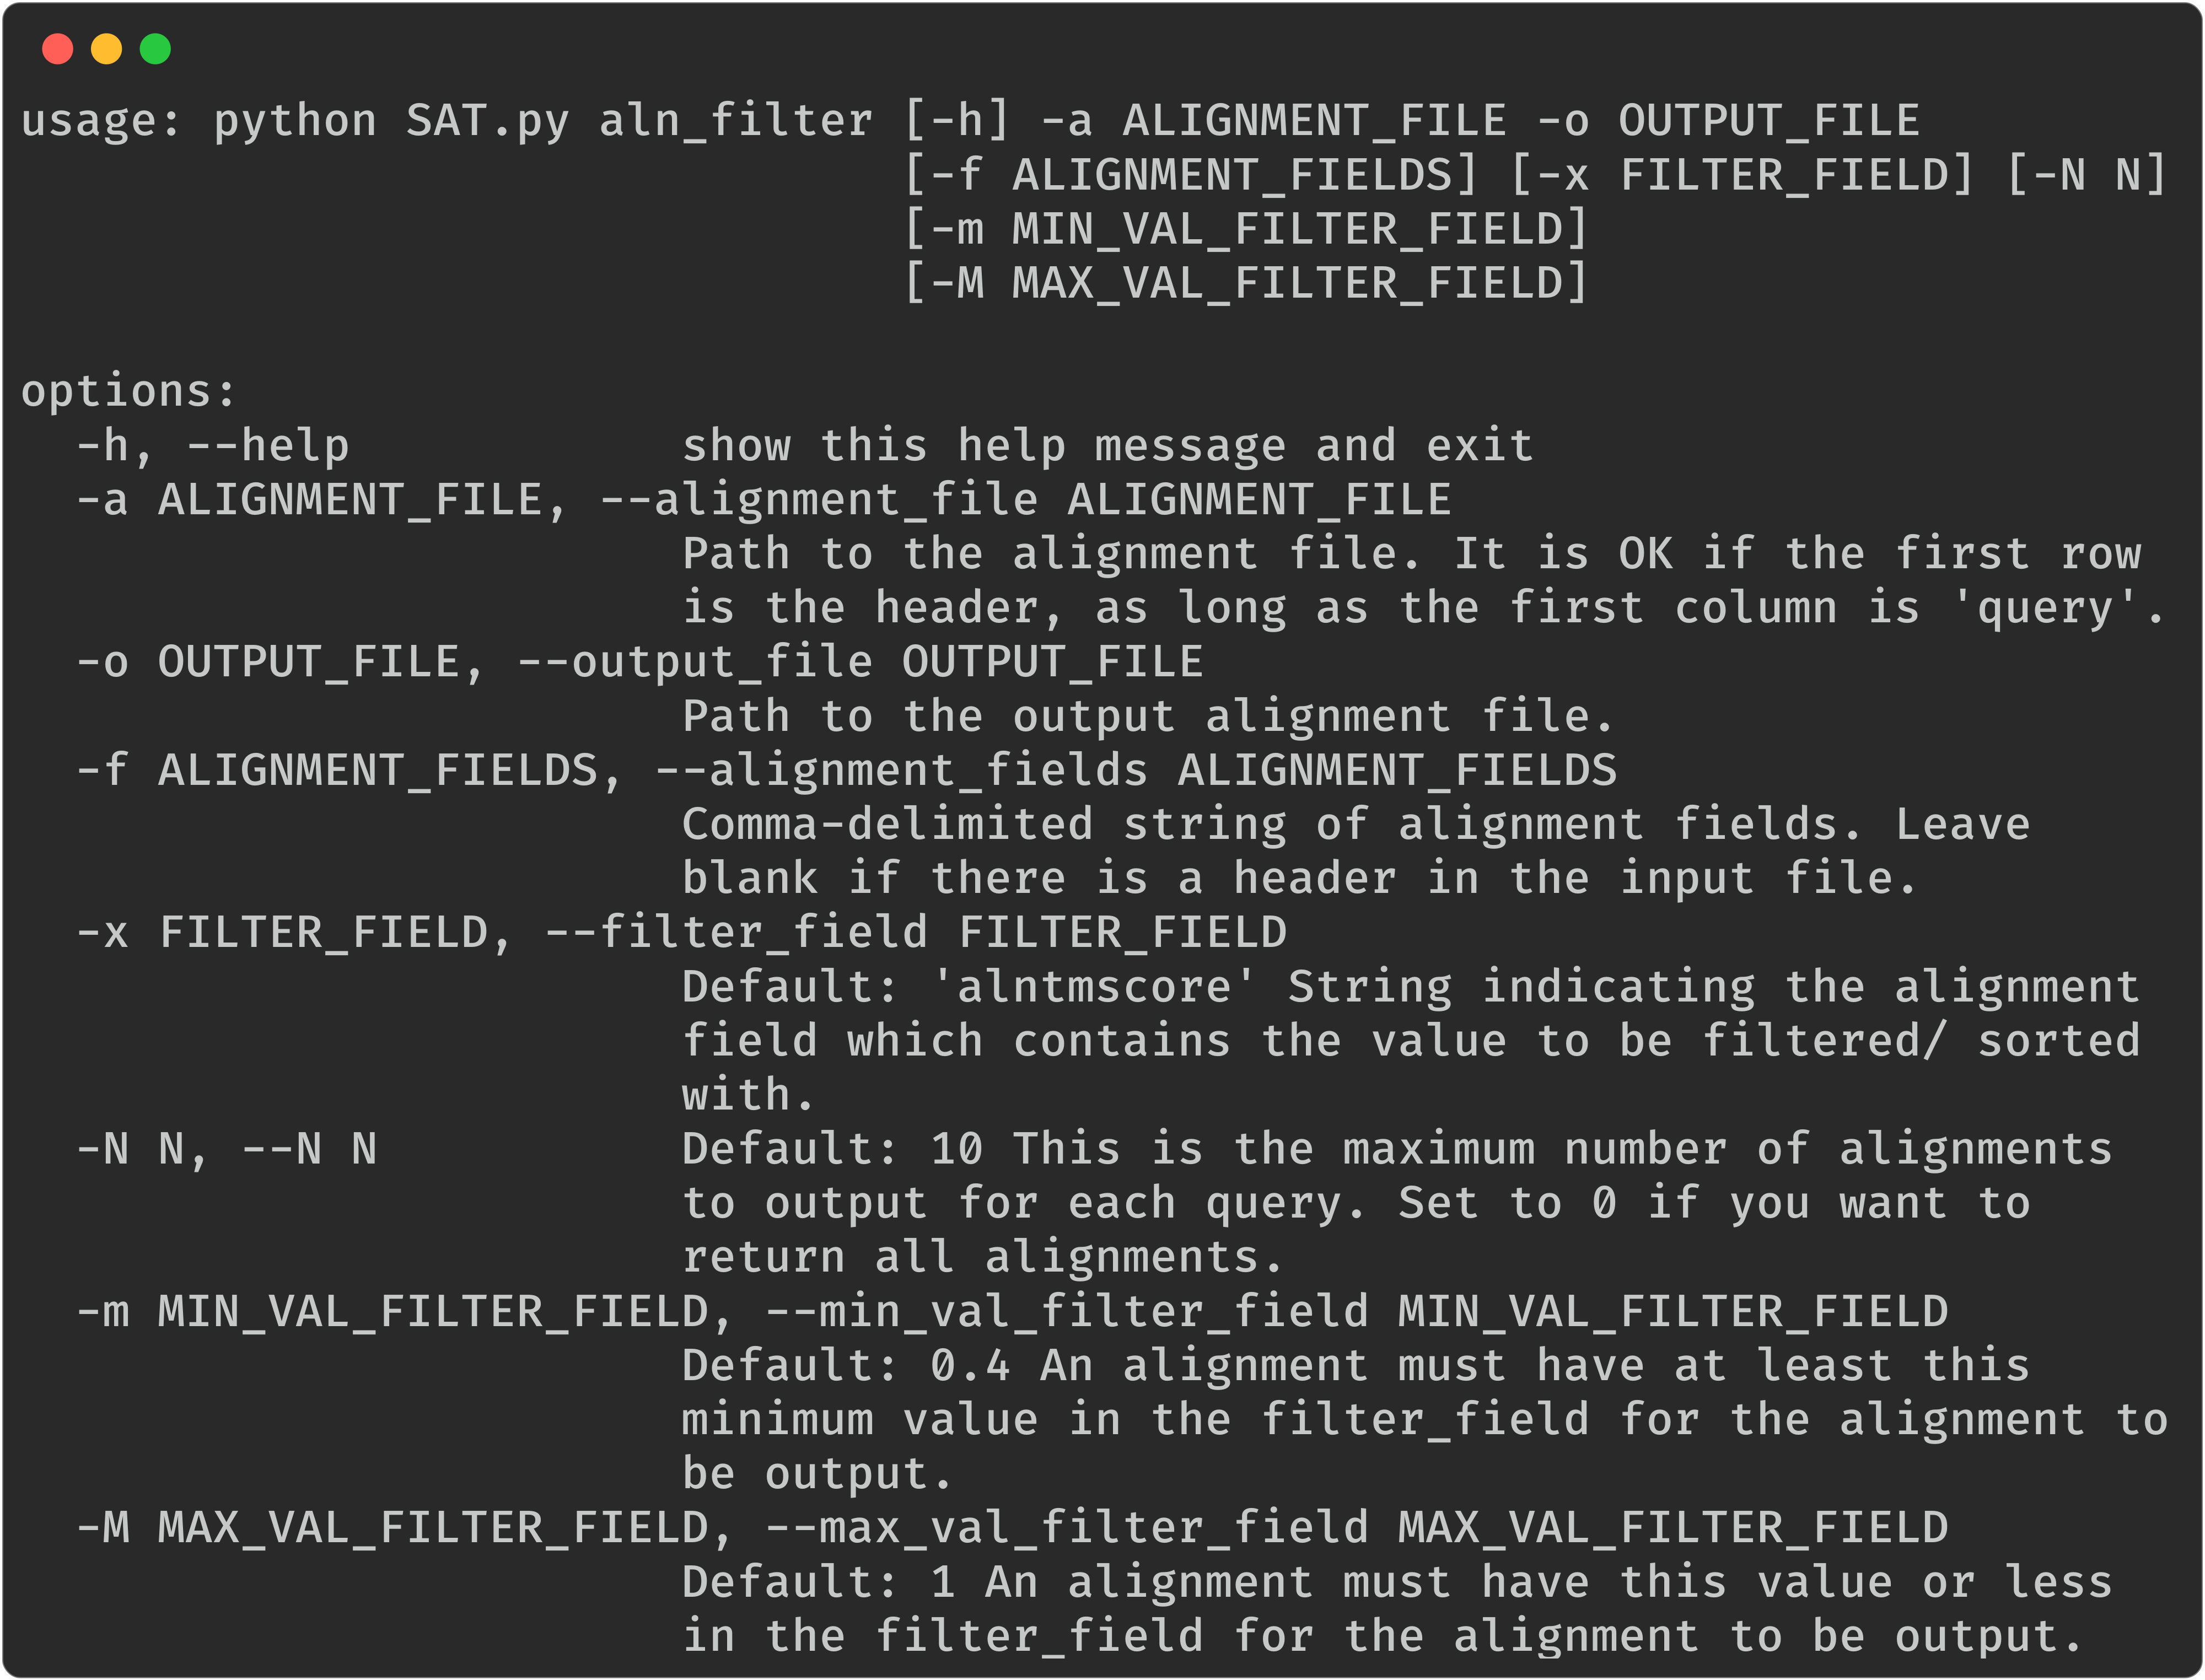 usage: python SAT.py aln_filter [-h] -a ALIGNMENT_FILE -o OUTPUT_FILE
[-f ALIGNMENT_FIELDS] [-x FILTER_FIELD] [-N N]
[-m MIN_VAL_FILTER_FIELD]
[-M MAX_VAL_FILTER_FIELD]
options:
-h, --help show this help message and exit
-a ALIGNMENT_FILE, --alignment_file ALIGNMENT_FILE
Path to the alignment file. It is OK if the first row
is the header, as long as the first column is 'query'.
-o OUTPUT_FILE, --output_file OUTPUT_FILE
Path to the output alignment file.
-f ALIGNMENT_FIELDS, --alignment_fields ALIGNMENT_FIELDS
Comma-delimited string of alignment fields. Leave
blank if there is a header in the input file.
-x FILTER_FIELD, --filter_field FILTER_FIELD
Default: 'alntmscore' String indicating the alignment
field which contains the value to be filtered/ sorted
with.
-N N, --N N Default: 10 This is the maximum number of alignments
to output for each query. Set to 0 if you want to
return all alignments.
-m MIN_VAL_FILTER_FIELD, --min_val_filter_field MIN_VAL_FILTER_FIELD
Default: 0.4 An alignment must have at least this
minimum value in the filter_field for the alignment to
be output.
-M MAX_VAL_FILTER_FIELD, --max_val_filter_field MAX_VAL_FILTER_FIELD
Default: 1 An alignment must have this value or less
in the filter_field for the alignment to be output.